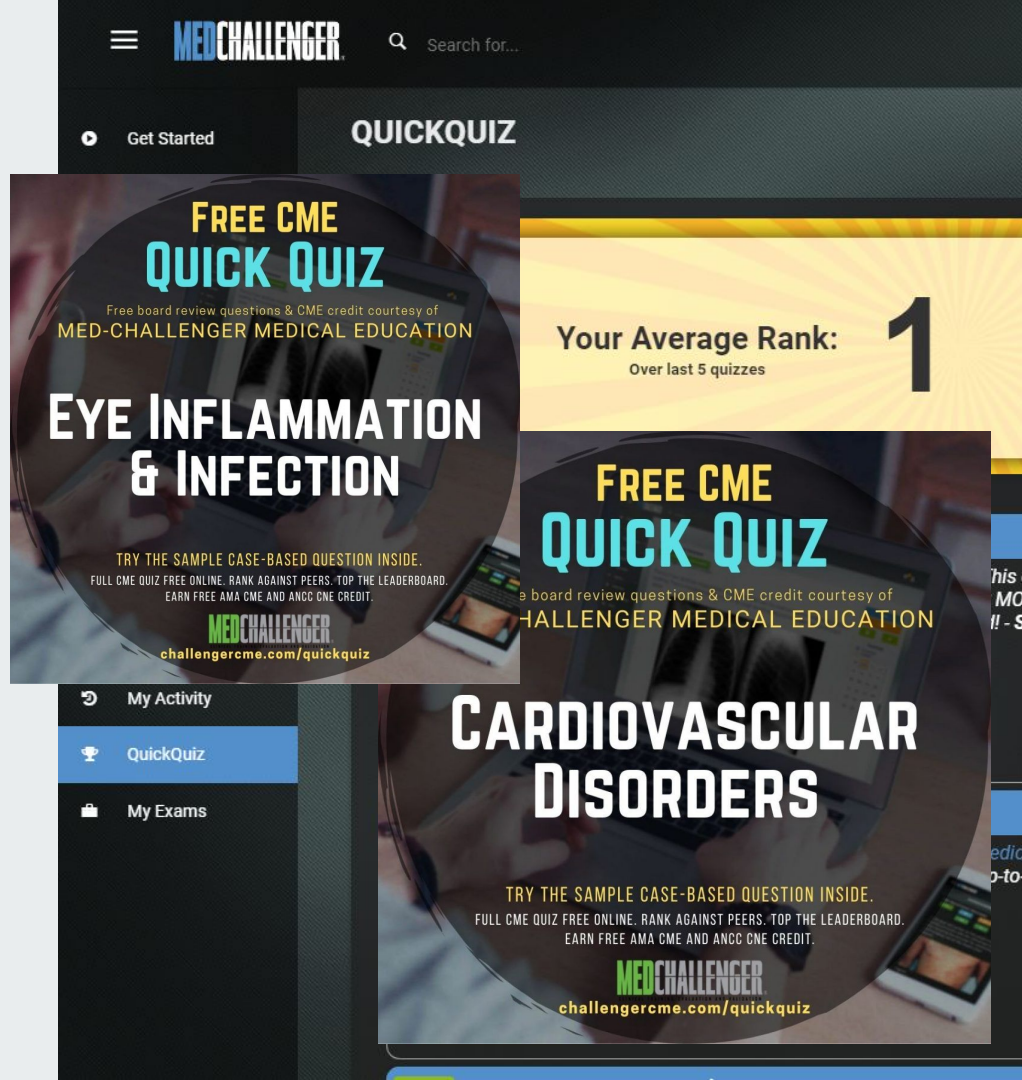 MEDCHALLENGER
Search for...
Get Started
QUICKQUIZ
FREE CME
QUICK QUIZ
Free board review questions & CME credit courtesy of
MED-CHALLENGER MEDICAL EDUCATION
EYE INFLAMMATION
& INFECTION
TRY THE SAMPLE CASE-BASED QUESTION INSIDE.
FULL CME QUIZ FREE ONLINE. RANK AGAINST PEERS. TOP THE LEADERBOARD.
EARN FREE AMA CME AND ANCC CNE CREDIT.
MEDCHALLENGER
challengercme.com/quickquiz
Your Average Rank:
Over last 5 quizzes
1
FREE CME
QUICK QUIZ
e board review questions & CME credit courtesy of
HALLENGER MEDICAL EDUCATION
CARDIOVASCULAR
DISORDERS
TRY THE SAMPLE CASE-BASED QUESTION INSIDE.
FULL CME QUIZ FREE ONLINE. RANK AGAINST PEERS. TOP THE LEADERBOARD.
EARN FREE AMA CME AND ANCC CNE CREDIT.
MEDCHALLENGER
challengercme.com/quickquiz
My Activity
QuickQuiz
My Exams